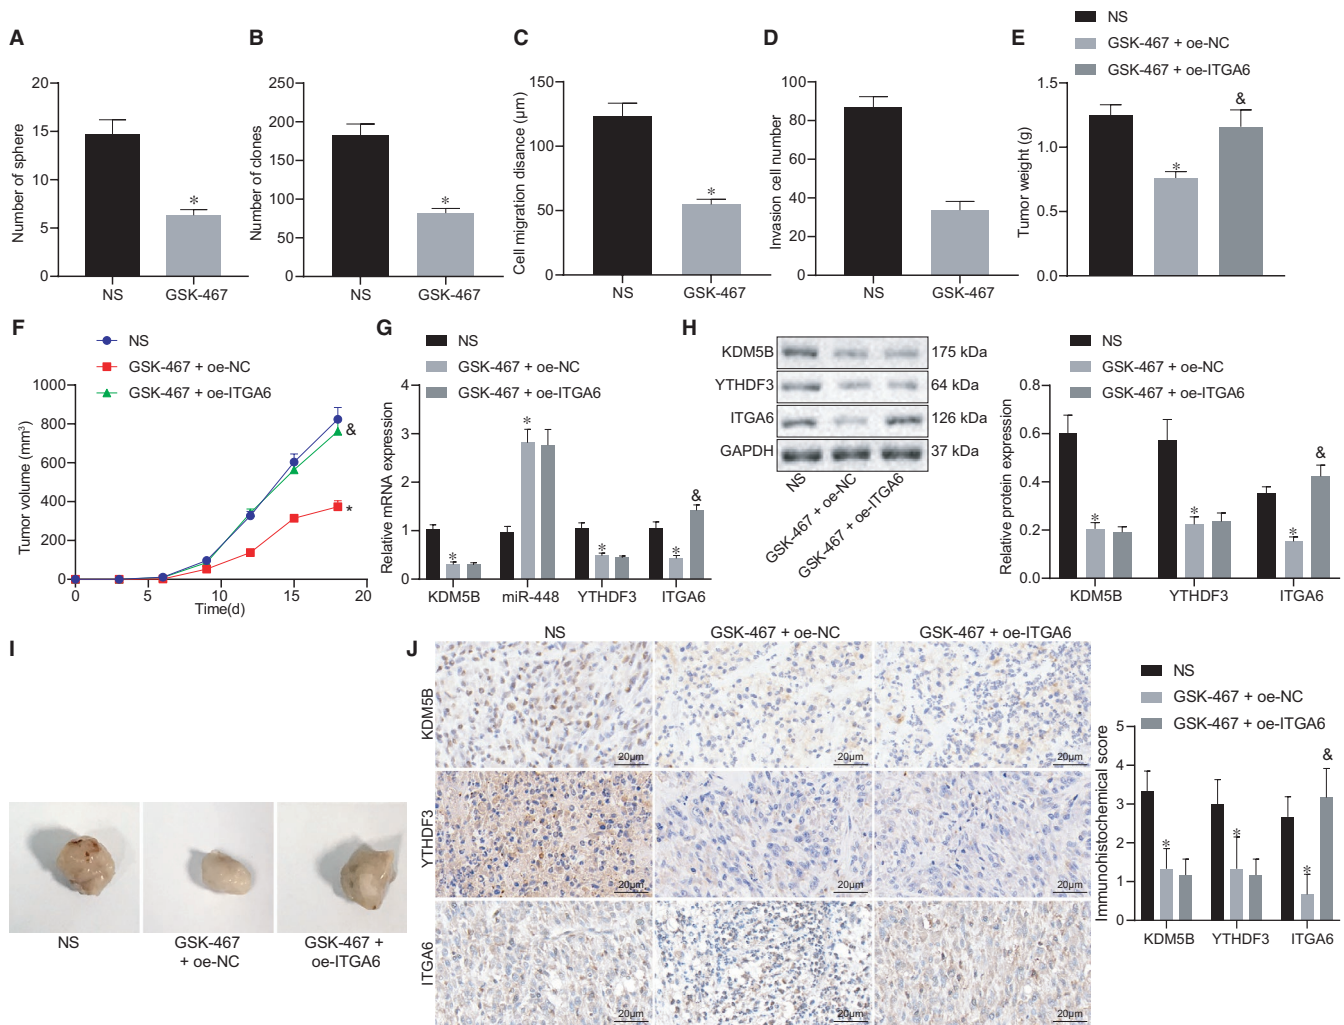 A
Number of sphere
20
15
10
5
0
*
NS
GSK-467
B
Number of clones
250
200
150
100
50
0
*
NS
GSK-467
C
Cell migration disance (μm)
150
100
50
0
*
NS
GSK-467
D
Invasion cell number
100
80
60
40
20
0
NS
GSK-467
E
NS
GSK-467 + oe-NC
GSK-467 + oe-ITGA6
Tumor weight (g)
1.5
1.0
0.5
0.0
*
&
F
NS
GSK-467 + oe-NC
GSK-467 + oe-ITGA6
Tumor volume (mm³)
1000
800
600
400
200
0
&
*
0
5
10
15
20
Time(d)
G
NS
GSK-467 + oe-NC
GSK-467 + oe-ITGA6
Relative mRNA expression
4
3
2
1
0
*
*
*
*
&
KDM5B
miR-448
YTHDF3
ITGA6
H
KDM5B
175 kDa
YTHDF3
64 kDa
ITGA6
126 kDa
GAPDH
37 kDa
NS
GSK-467 + oe-NC
GSK-467 + oe-ITGA6
NS
GSK-467 + oe-NC
GSK-467 + oe-ITGA6
Relative protein expression
0.8
0.6
0.4
0.2
0.0
*
*
*
&
KDM5B
YTHDF3
ITGA6
I
NS
GSK-467
+ oe-NC
GSK-467 +
oe-ITGA6
J
NS
GSK-467 + oe-NC
GSK-467 + oe-ITGA6
KDM5B
20μm
20μm
20μm
YTHDF3
20μm
20μm
20μm
ITGA6
20μm
20μm
20μm
NS
GSK-467 + oe-NC
GSK-467 + oe-ITGA6
Immunohistochemical score
5
4
3
2
1
0
*
*
*
&
KDM5B
YTHDF3
ITGA6